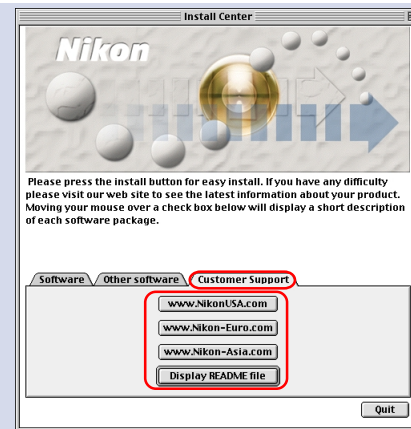 Install Center
Nikon
Please press the install button for easy install. If you have any difficulty
please visit our web site to see the latest information about your product.
Moving your mouse over a check box below will display a short description
of each software package.
Software
Other software
Customer Support
www.NikonUSA.com
www.Nikon-Euro.com
www.Nikon-Asia.com
Display README file
Quit